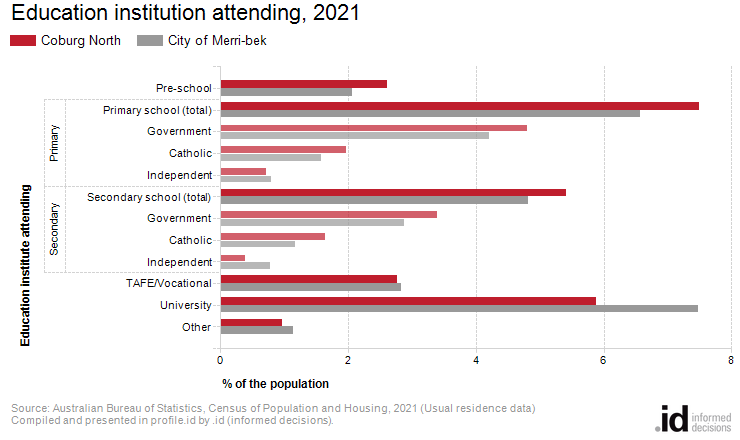 Education institution attending, 2021
Coburg North
City of Merri-bek
Pre-school
Primary school (total)
Government
Catholic
Independent
Secondary school (total)
Government
Catholic
Independent
TAFE/Vocational
University
Other
Primary
Secondary
Education institute attending
0 2 4 6 8
% of the population
Source: Australian Bureau of Statistics, Census of Population and Housing, 2021 (Usual residence data)
Compiled and presented in profile.id by .id (informed decisions).
.id informed
decisions